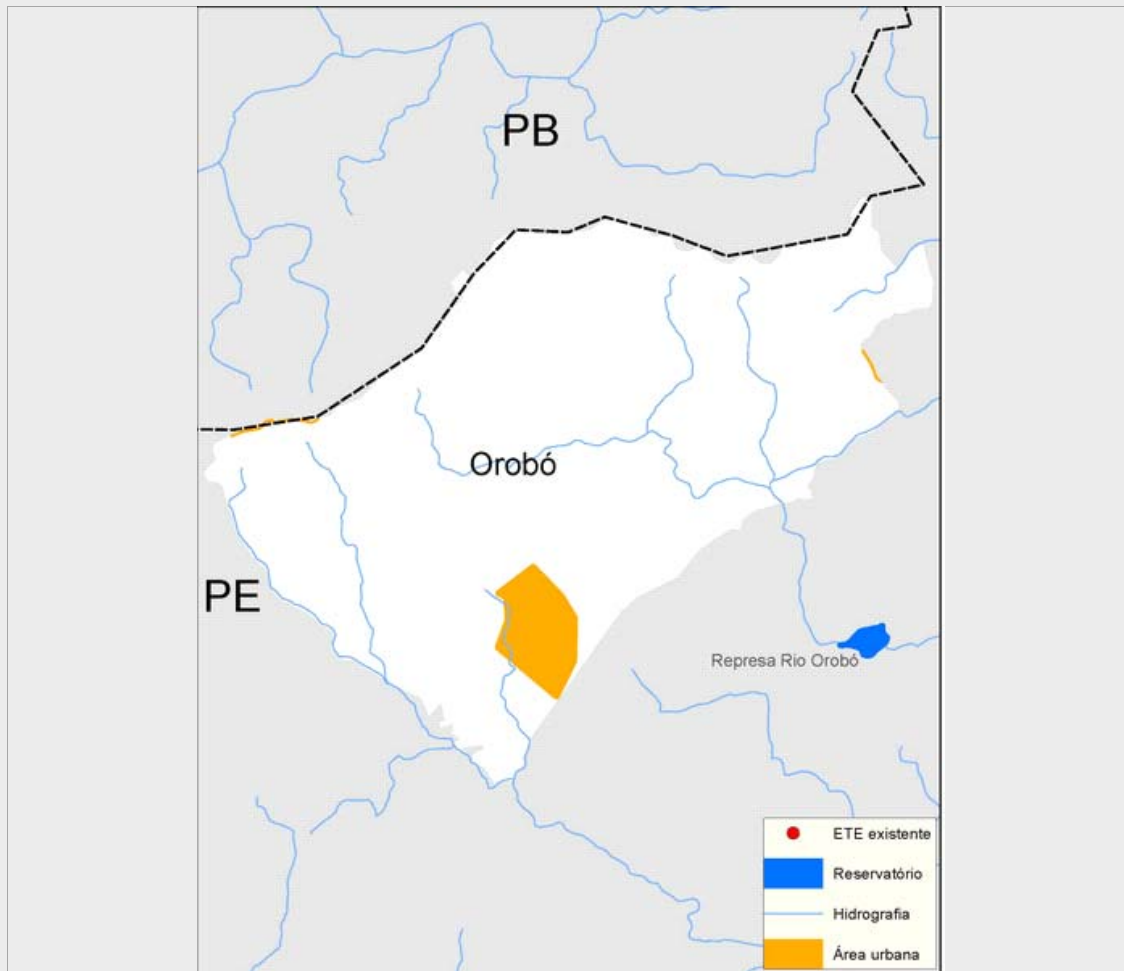 PB
Orobó
PE
Represa Rio Orobó
ETE existente
Reservatório
Hidrografia
Área urbana